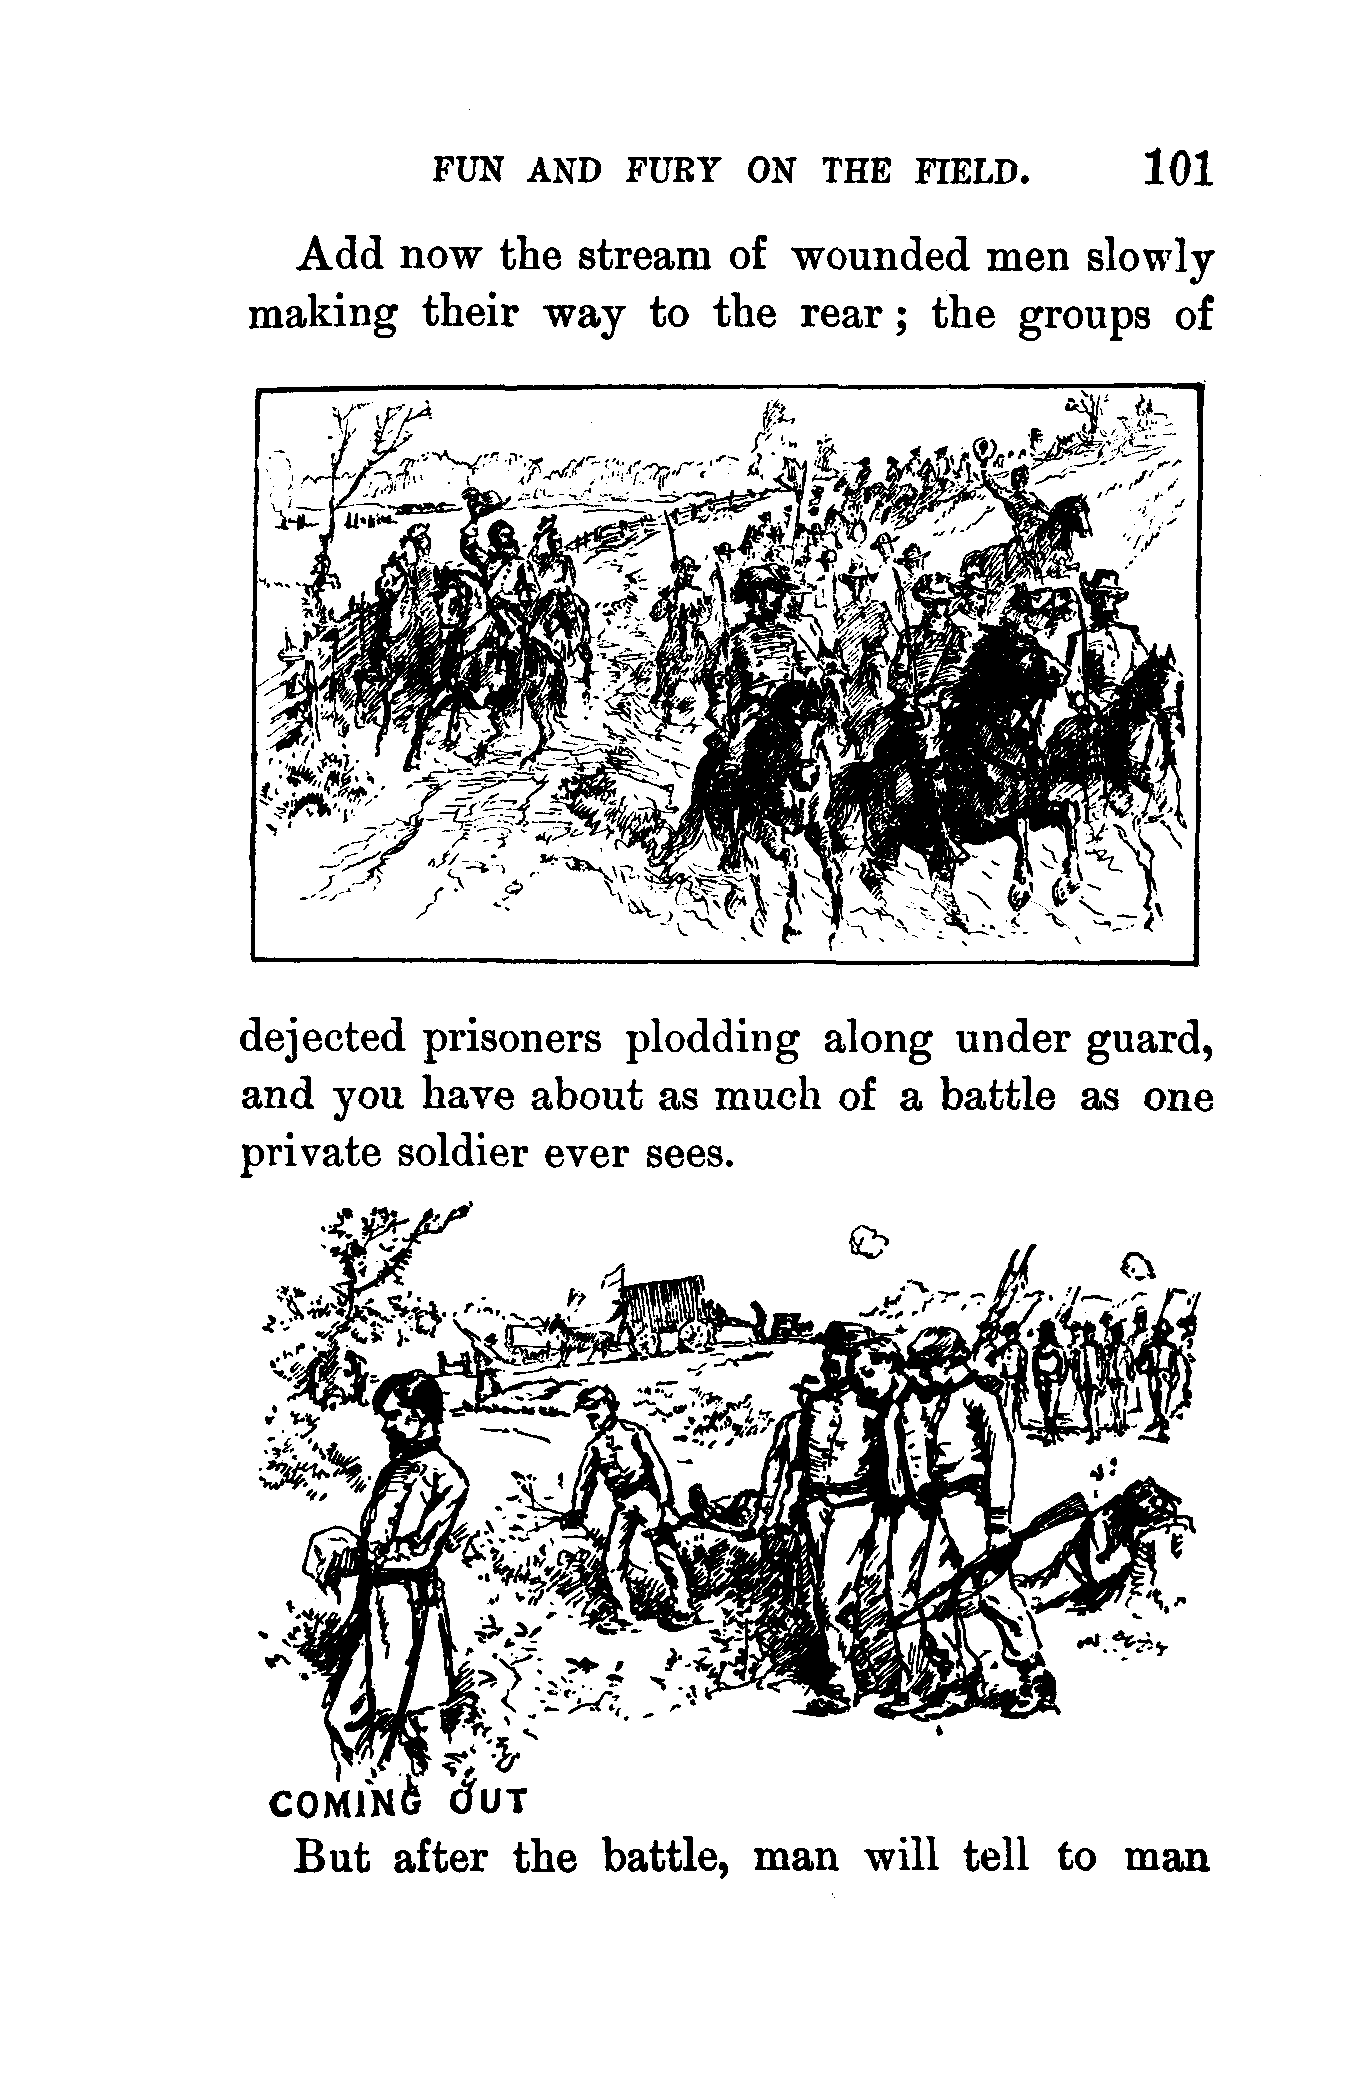 FUN AND FURY ON THE FIELD. 101
Add now the stream of wounded men slowly
making their way to the rear ; the groups of
dejected prisoners plodding along under guard,
and you have about as much of a battle as one
private soldier ever sees.
COMING OUT
But after the battle, man will tell to man